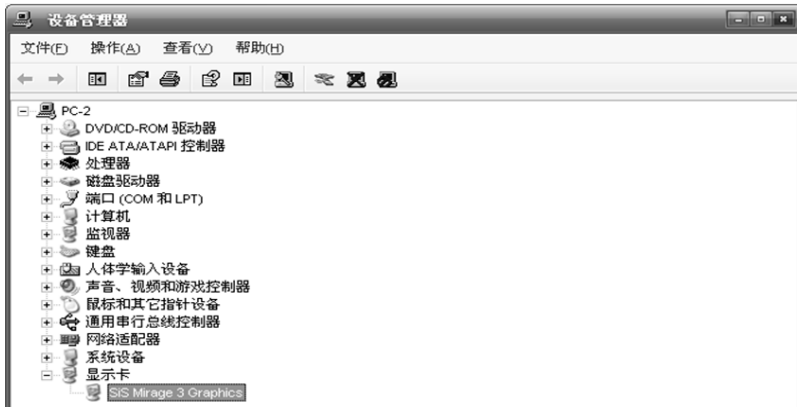 设备管理器
文件(F) 操作(A) 查看(V) 帮助(H)
PC-2
DVD/CD-ROM 驱动器
IDE ATA/ATAPI 控制器
处理器
磁盘驱动器
端口 (COM 和 LPT)
计算机
监视器
键盘
人体学输入设备
声音、视频和游戏控制器
鼠标和其它指针设备
通用串行总线控制器
网络适配器
系统设备
显示卡
SiS Mirage 3 Graphics